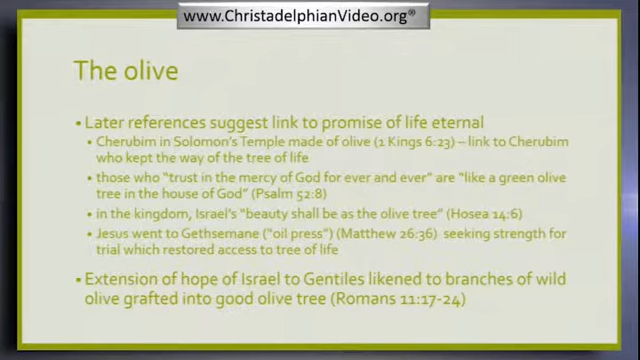 www.ChristadelphianVideo.org®
The olive
• Later references suggest link to promise of life eternal
• Cherubim in Solomon's Temple made of olive (1 Kings 6:23) – link to Cherubim
who kept the way of the tree of life
• those who "trust in the mercy of God for ever and ever" are "like a green olive
tree in the house of God" (Psalm 52:8)
• in the kingdom, Israel's "beauty shall be as the olive tree" (Hosea 14:6)
• Jesus went to Gethsemane ("oil press") (Matthew 26:36) seeking strength for
trial which restored access to tree of life
• Extension of hope of Israel to Gentiles likened to branches of wild
olive grafted into good olive tree (Romans 11:17-24)